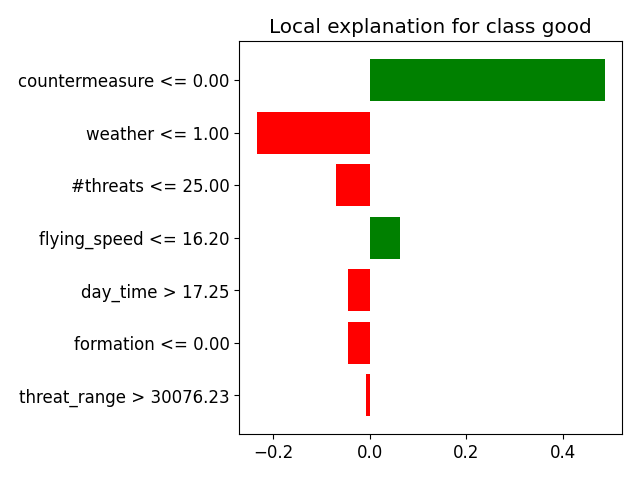 Local explanation for class good
countermeasure <= 0.00
weather <= 1.00
#threats <= 25.00
flying_speed <= 16.20
day_time > 17.25
formation <= 0.00
threat_range > 30076.23
−0.2 0.0 0.2 0.4